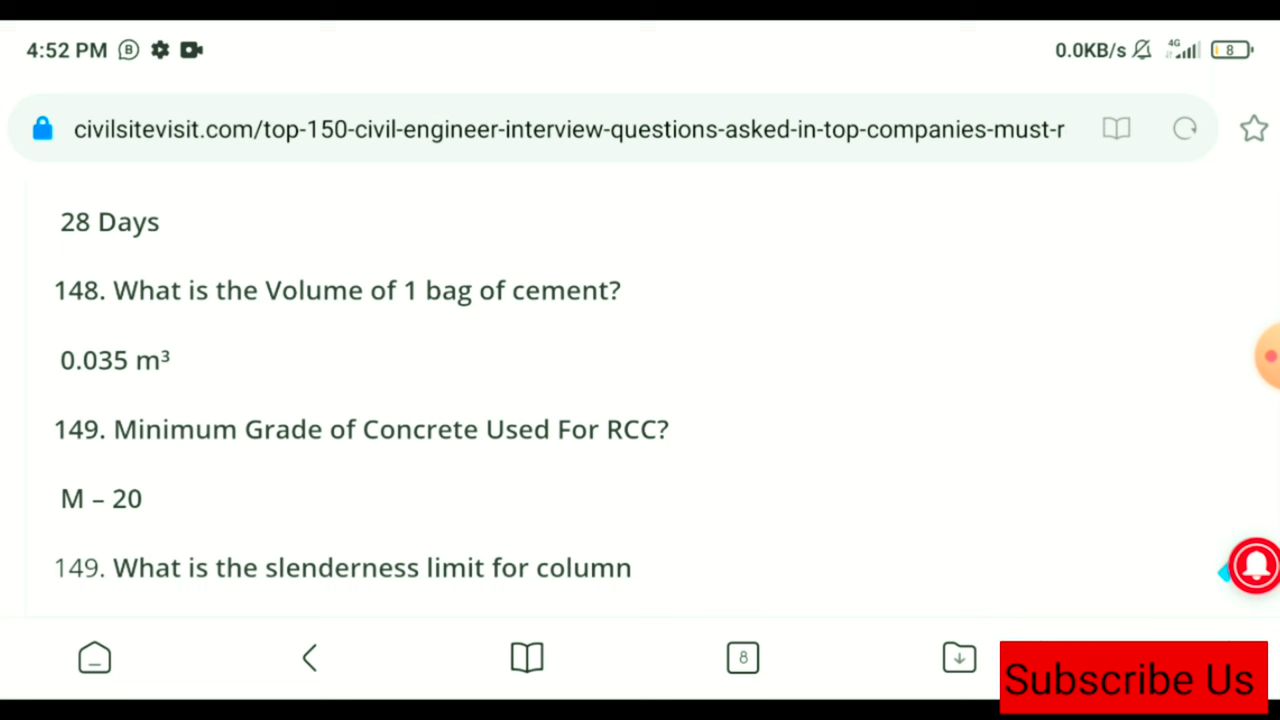 4:52 PM B 0.0KB/s 4G 8
civilsitevisit.com/top-150-civil-engineer-interview-questions-asked-in-top-companies-must-r
28 Days
148. What is the Volume of 1 bag of cement?
0.035 m³
149. Minimum Grade of Concrete Used For RCC?
M – 20
149. What is the slenderness limit for column
8
Subscribe Us